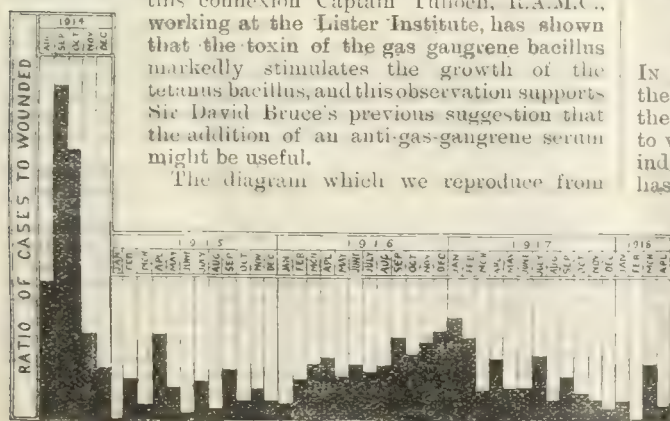 this connexion Captain Tulloch, R.A.M.C.,
working at the Lister Institute, has shown
that the toxin of the gas gangrene bacillus
markedly stimulates the growth of the
tetanus bacillus, and this observation supports
Sir David Bruce's previous suggestion that
the addition of an anti-gas-gangrene serum
might be useful.
The diagram which we reproduce from
IN
the
the
to
ind
has
RATIO OF CASES TO WOUNDED
1914
AUG SEP OCT NOV DEC
1915 1916 1917 1918
JAN FEB MCH APL MAY JUNE JULY AUG SEP OCT NOV DEC JAN FEB MCH APL MAY JUNE JULY AUG SEP OCT NOV DEC JAN FEB MCH APL MAY JUNE JULY AUG SEP OCT NOV DEC JAN FEB MCH APL